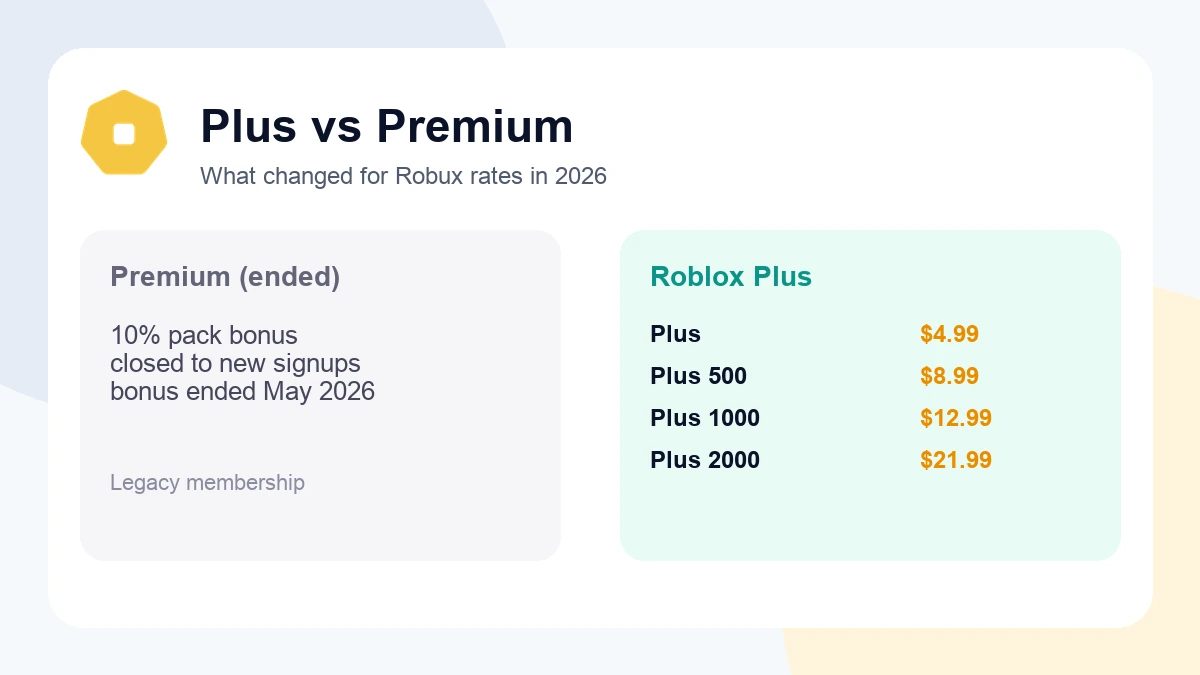 Plus vs Premium
What changed for Robux rates in 2026
Premium (ended)
10% pack bonus
closed to new signups
bonus ended May 2026
Legacy membership
Roblox Plus
Plus $4.99
Plus 500 $8.99
Plus 1000 $12.99
Plus 2000 $21.99